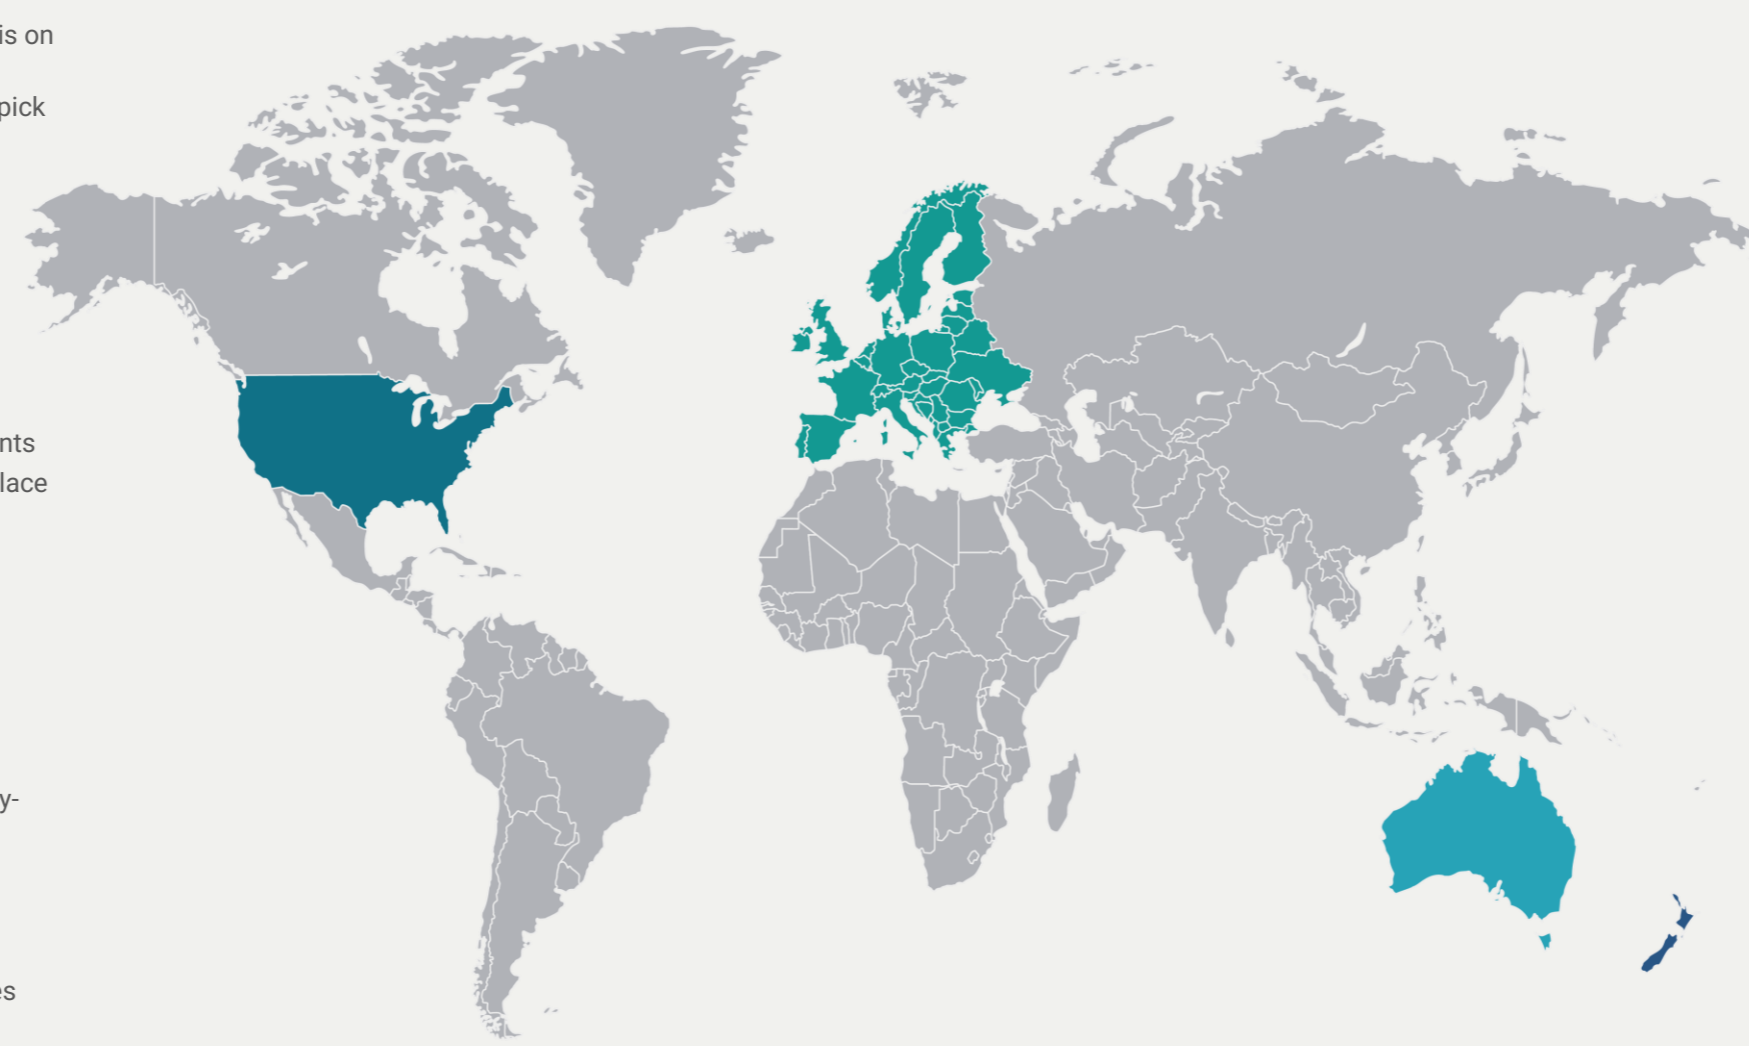 is on
pick
nts
lace
y-
es